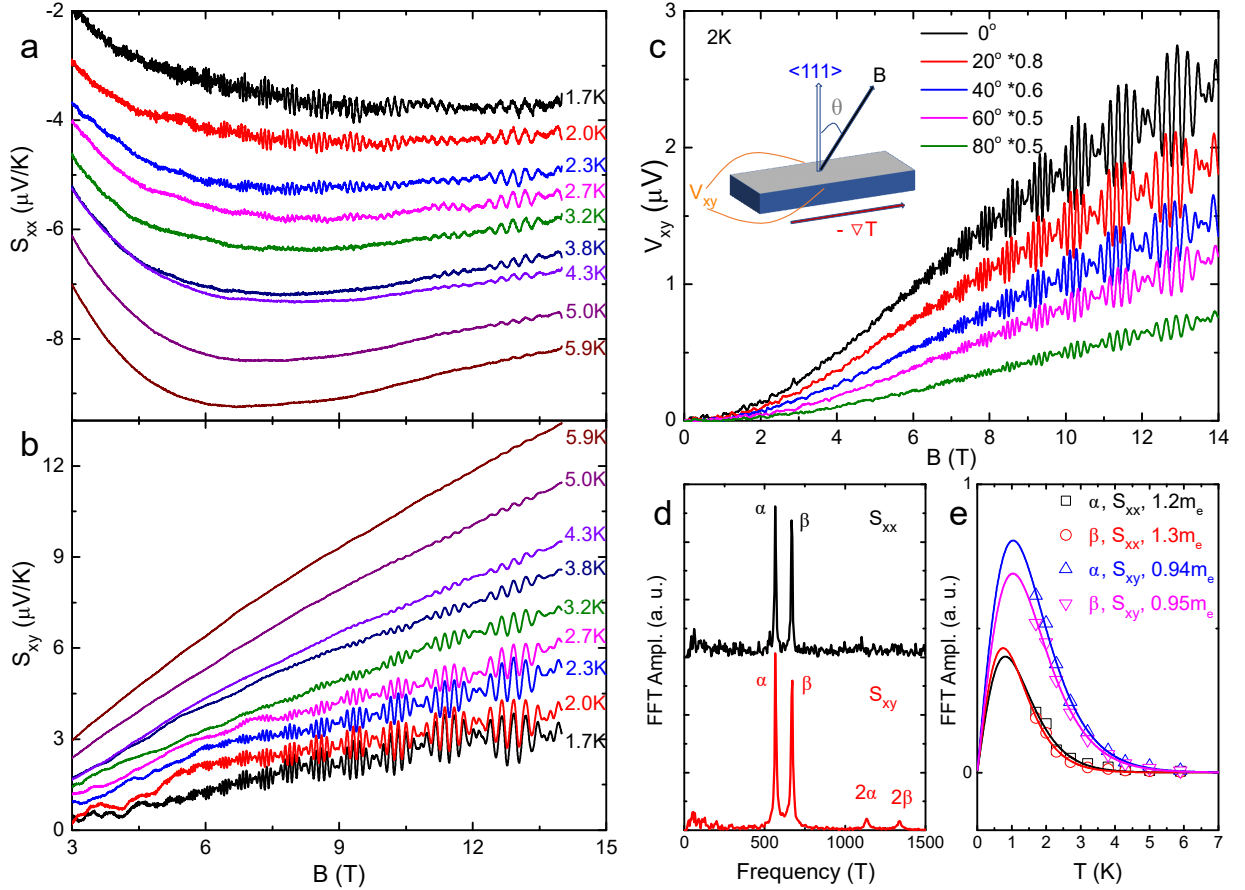 a
-2
-4
-6
-8
S_xx (μV/K)
1.7K
2.0K
2.3K
2.7K
3.2K
3.8K
4.3K
5.0K
5.9K
b
12
9
6
3
0
S_xy (μV/K)
5.9K
5.0K
4.3K
3.8K
3.2K
2.7K
2.3K
2.0K
1.7K
3 6 9 12 15
B (T)
c
2K
3
2
1
0
V_xy (μV)
<111>
B
θ
V_xy
- ▽T
0°
20° *0.8
40° *0.6
60° *0.5
80° *0.5
0 2 4 6 8 10 12 14
B (T)
d
FFT Ampl. (a. u.)
α
β
S_xx
α
β
S_xy
2α
2β
0 500 1000 1500
Frequency (T)
e
FFT Ampl. (a. u.)
1
0
α, S_xx, 1.2m_e
β, S_xx, 1.3m_e
α, S_xy, 0.94m_e
β, S_xy, 0.95m_e
0 1 2 3 4 5 6 7
T (K)